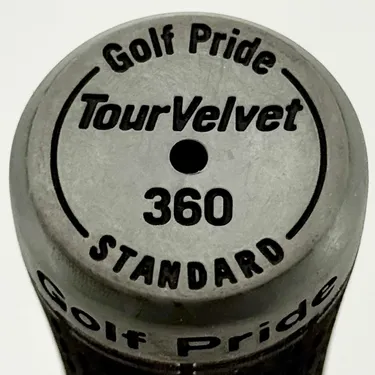 Golf Pride
TourVelvet
360
STANDARD
Golf Pride